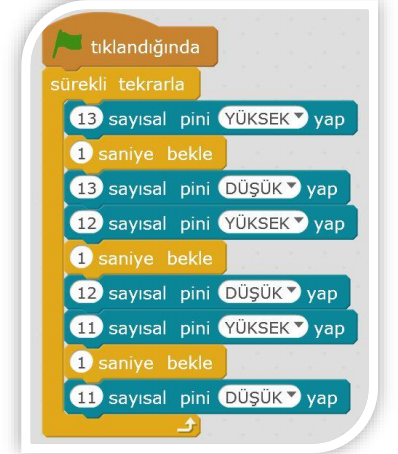 tıklandığında
sürekli tekrarla
13 sayısal pini YÜKSEK yap
1 saniye bekle
13 sayısal pini DÜŞÜK yap
12 sayısal pini YÜKSEK yap
1 saniye bekle
12 sayısal pini DÜŞÜK yap
11 sayısal pini YÜKSEK yap
1 saniye bekle
11 sayısal pini DÜŞÜK yap